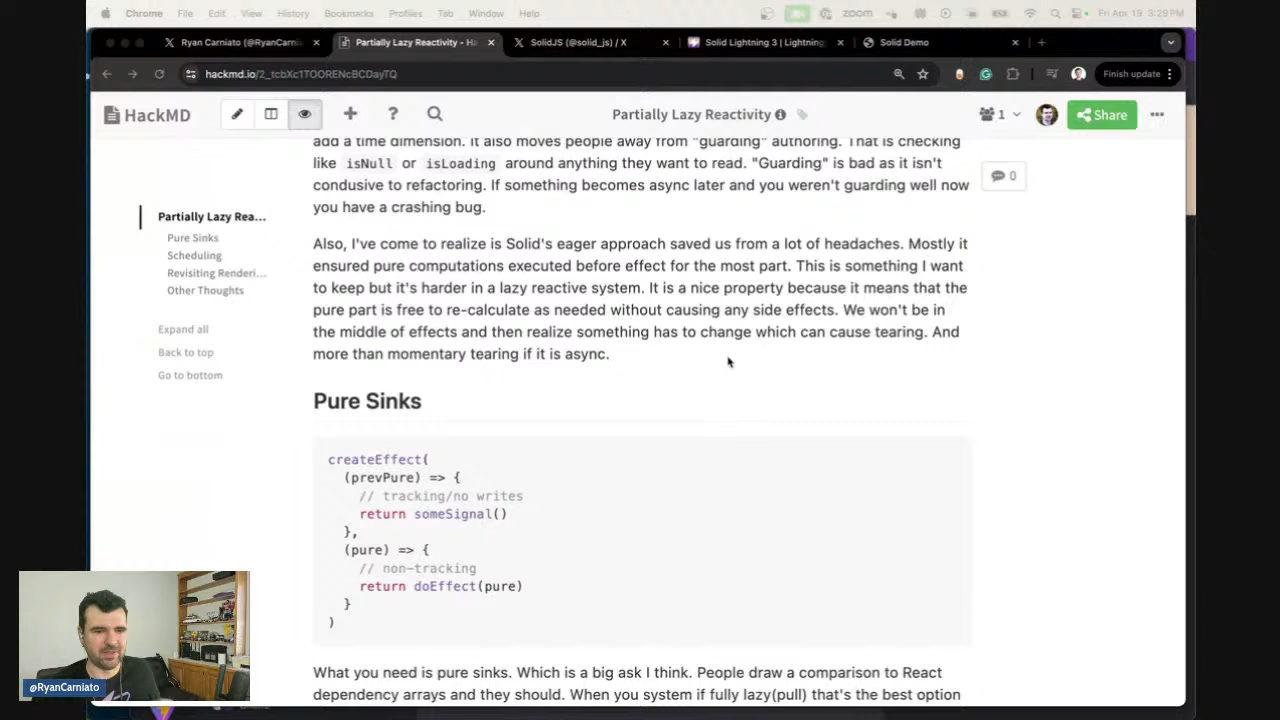 Chrome File Edit View History Bookmarks Profiles Tab Window Help zoom Fri Apr 19 3:29 PM
Ryan Carniato (@RyanCarni × Partially Lazy Reactivity - Ha × SolidJS (@solid_js) / X × Solid Lightning 3 | Lightning × Solid Demo ×
hackmd.io/2_tcbXc1TOORENcBCDayTQ Finish update
HackMD Partially Lazy Reactivity 1 Share
add a time dimension. It also moves people away from "guarding" authoring. That is checking
like isNull or isLoading around anything they want to read. "Guarding" is bad as it isn't
condusive to refactoring. If something becomes async later and you weren't guarding well now
you have a crashing bug.
0
Partially Lazy Rea...
Pure Sinks
Scheduling
Revisiting Renderi...
Other Thoughts
Expand all
Back to top
Go to bottom
Also, I've come to realize is Solid's eager approach saved us from a lot of headaches. Mostly it
ensured pure computations executed before effect for the most part. This is something I want
to keep but it's harder in a lazy reactive system. It is a nice property because it means that the
pure part is free to re-calculate as needed without causing any side effects. We won't be in
the middle of effects and then realize something has to change which can cause tearing. And
more than momentary tearing if it is async.
Pure Sinks
createEffect(
(prevPure) => {
// tracking/no writes
return someSignal()
},
(pure) => {
// non-tracking
return doEffect(pure)
}
)
What you need is pure sinks. Which is a big ask I think. People draw a comparison to React
dependency arrays and they should. When you system if fully lazy(pull) that's the best option
@RyanCarniato